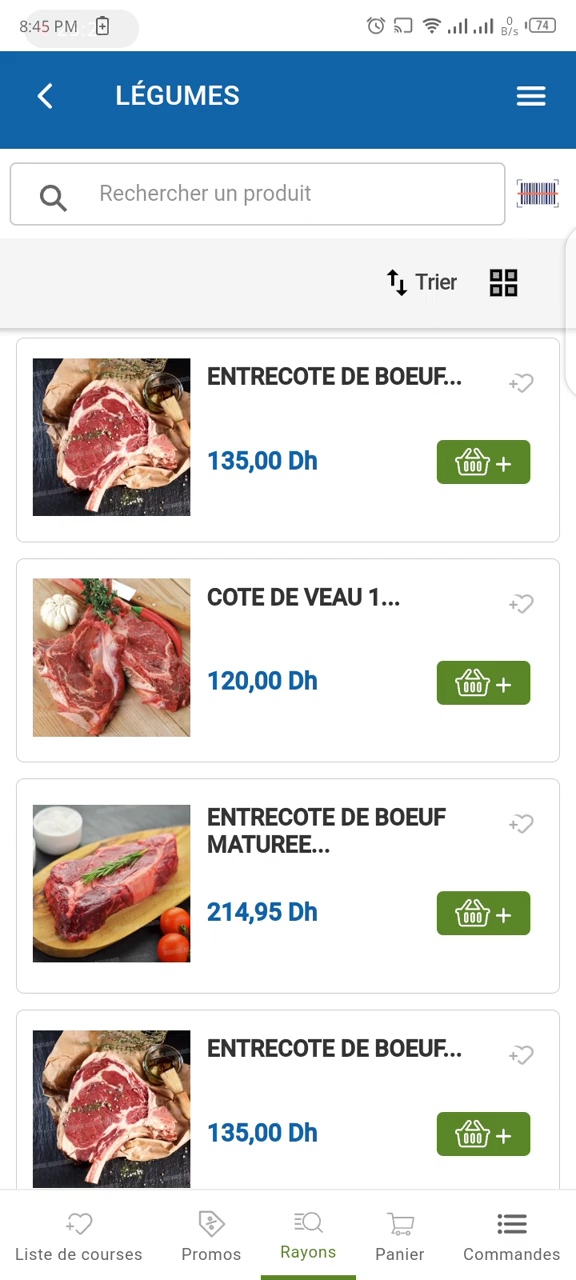 8:45 PM
0
B/s
74
LÉGUMES
Rechercher un produit
Trier
ENTRECOTE DE BOEUF...
135,00 Dh
+
COTE DE VEAU 1...
120,00 Dh
+
ENTRECOTE DE BOEUF
MATUREE...
214,95 Dh
+
ENTRECOTE DE BOEUF...
135,00 Dh
+
Liste de courses
Promos
Rayons
Panier
Commandes